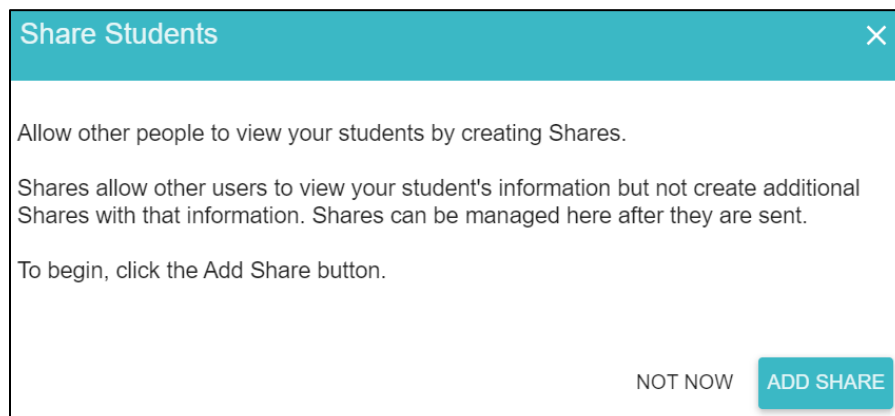 Share Students
Allow other people to view your students by creating Shares.
Shares allow other users to view your student's information but not create additional
Shares with that information. Shares can be managed here after they are sent.
To begin, click the Add Share button.
NOT NOW
ADD SHARE